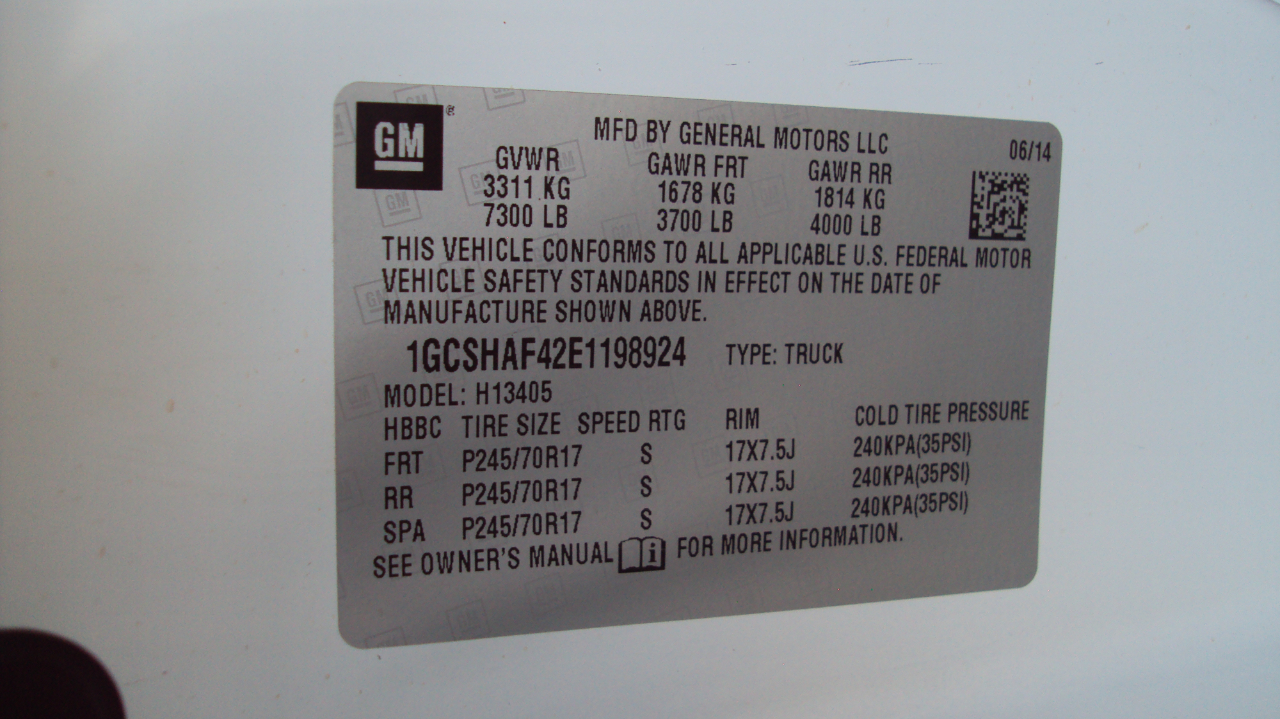 GM ®
MFD BY GENERAL MOTORS LLC 06/14
GVWR GAWR FRT GAWR RR
3311 KG 1678 KG 1814 KG
7300 LB 3700 LB 4000 LB
THIS VEHICLE CONFORMS TO ALL APPLICABLE U.S. FEDERAL MOTOR
VEHICLE SAFETY STANDARDS IN EFFECT ON THE DATE OF
MANUFACTURE SHOWN ABOVE.
1GCSHAF42E1198924 TYPE: TRUCK
MODEL: H13405
HBBC TIRE SIZE SPEED RTG RIM COLD TIRE PRESSURE
FRT P245/70R17 S 17X7.5J 240KPA(35PSI)
RR P245/70R17 S 17X7.5J 240KPA(35PSI)
SPA P245/70R17 S 17X7.5J 240KPA(35PSI)
SEE OWNER'S MANUAL i FOR MORE INFORMATION.